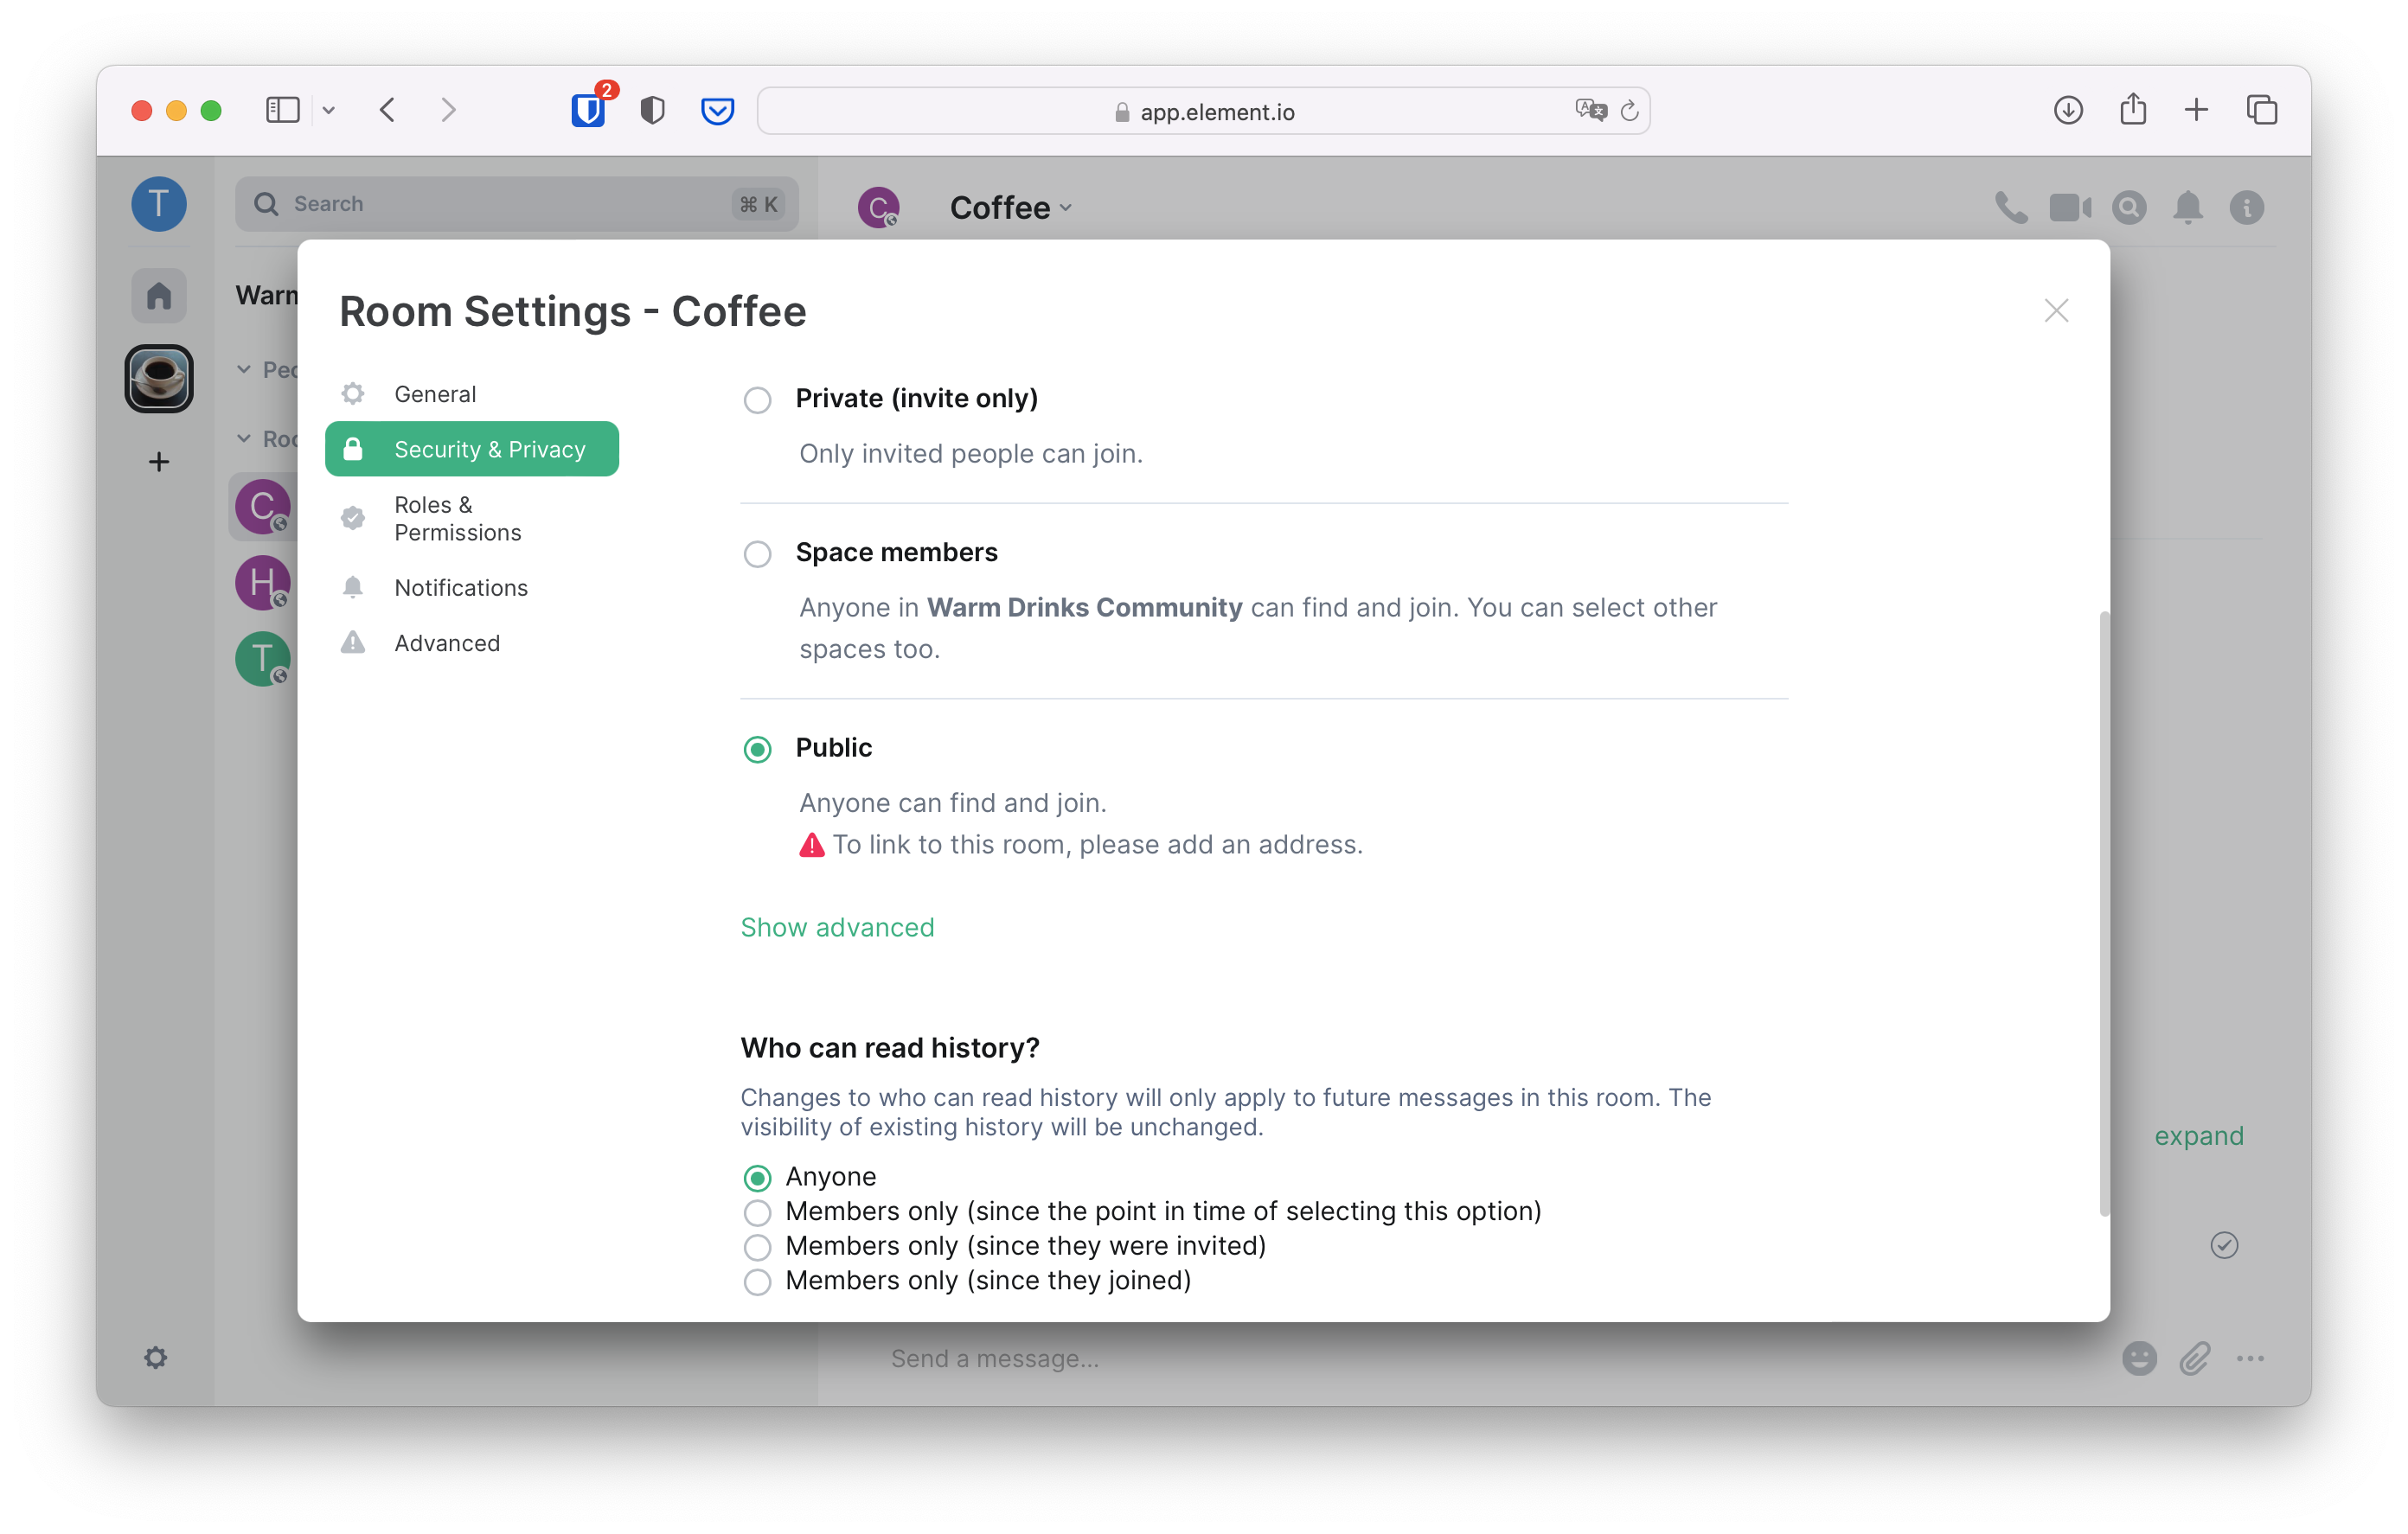 2
app.element.io
T
Search
⌘ K
C
Coffee
Room Settings - Coffee
General
Security & Privacy
Roles &
Permissions
Notifications
Advanced
C
H
T
Private (invite only)
Only invited people can join.
Space members
Anyone in Warm Drinks Community can find and join. You can select other
spaces too.
Public
Anyone can find and join.
To link to this room, please add an address.
Show advanced
Who can read history?
Changes to who can read history will only apply to future messages in this room. The
visibility of existing history will be unchanged.
Anyone
Members only (since the point in time of selecting this option)
Members only (since they were invited)
Members only (since they joined)
expand
Send a message...